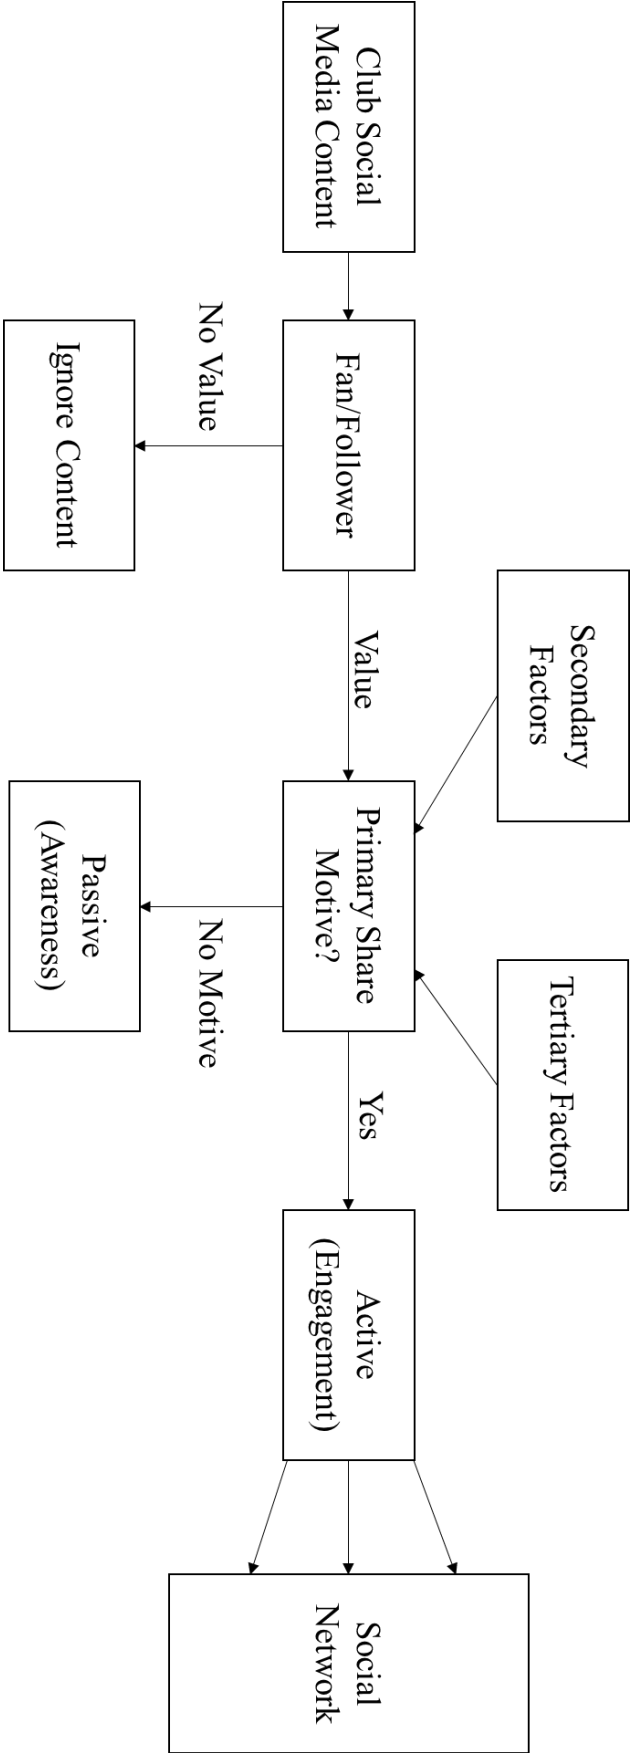 Secondary
Factors
Tertiary Factors
Club Social
Media Content
Fan/Follower
Value
Primary Share
Motive?
Yes
Active
(Engagement)
Social
Network
No Value
No Motive
Ignore Content
Passive
(Awareness)